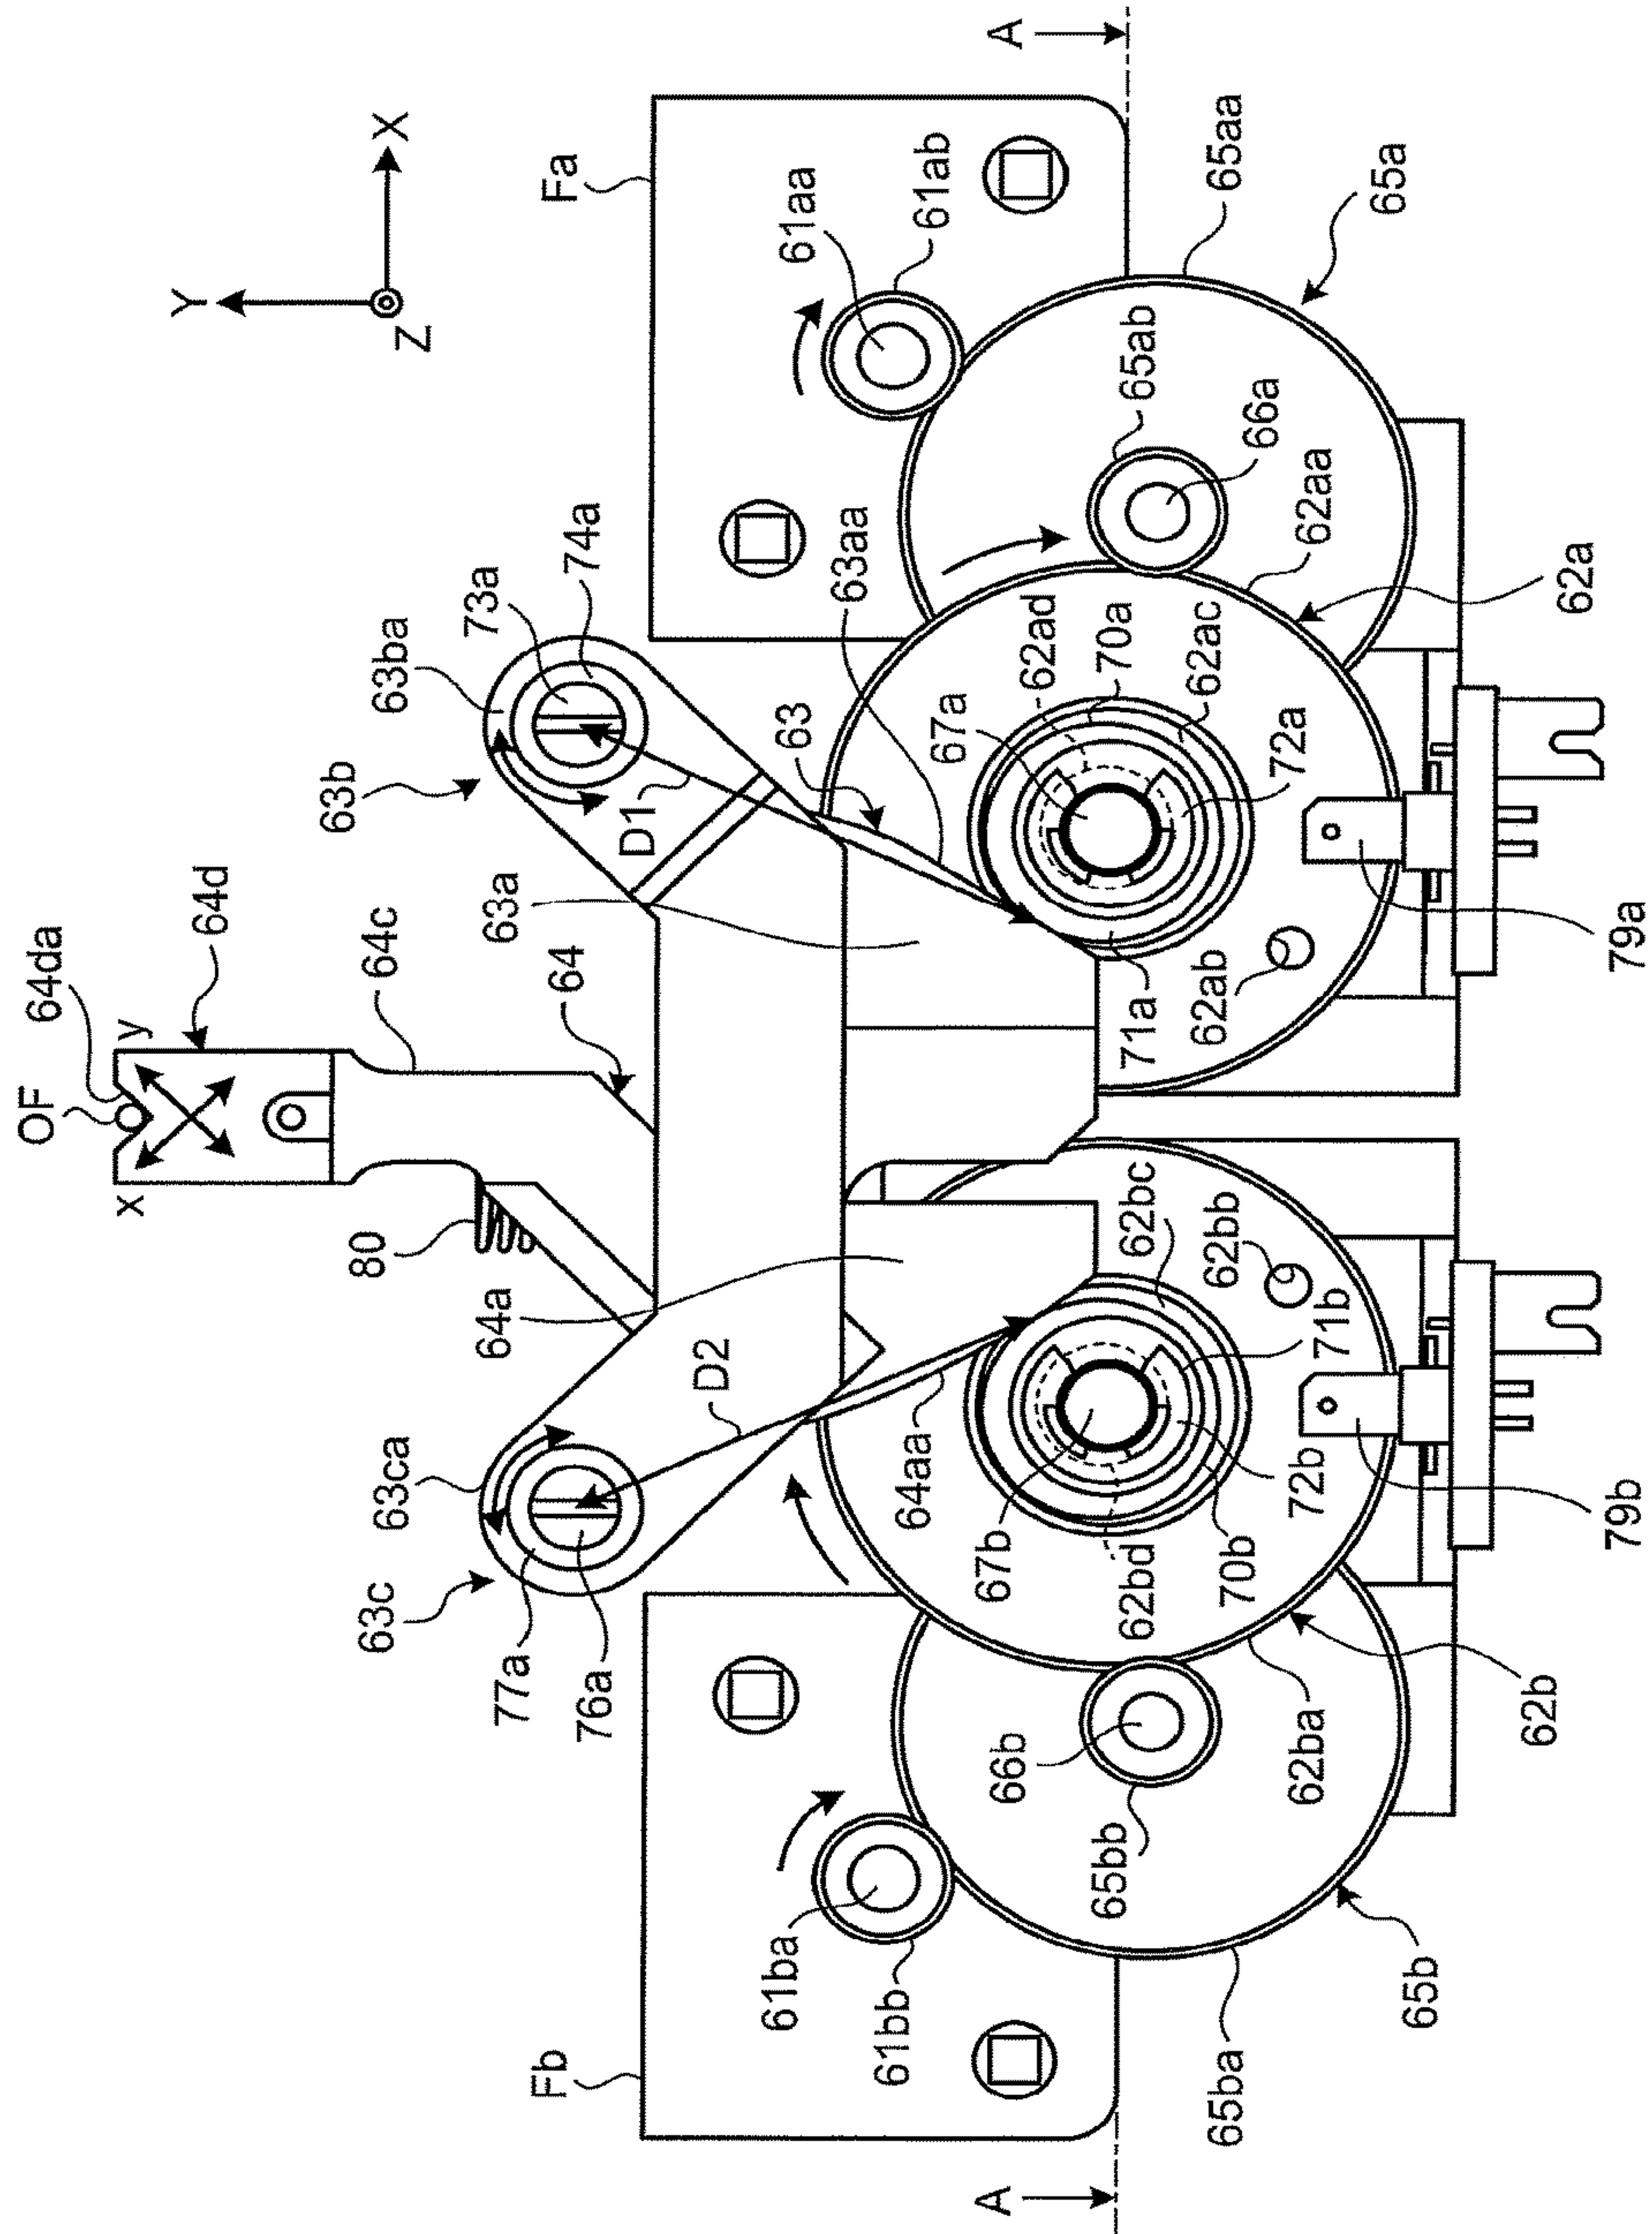 OF
64da
x
y
64d
64c
80
64
64a
63a
63b
63ba
73a
74a
D1
63
63aa
63c
63ca
77a
76a
D2
64aa
Y
X
Z
Fa
Fb
A
A
61aa
61ab
61ba
61bb
65aa
65a
65ab
66a
62aa
62a
62ad
70a
62ac
67a
72a
71a
62ab
79a
62bc
62bb
71b
72b
70b
62bd
67b
79b
62b
62ba
66b
65bb
65b
65ba